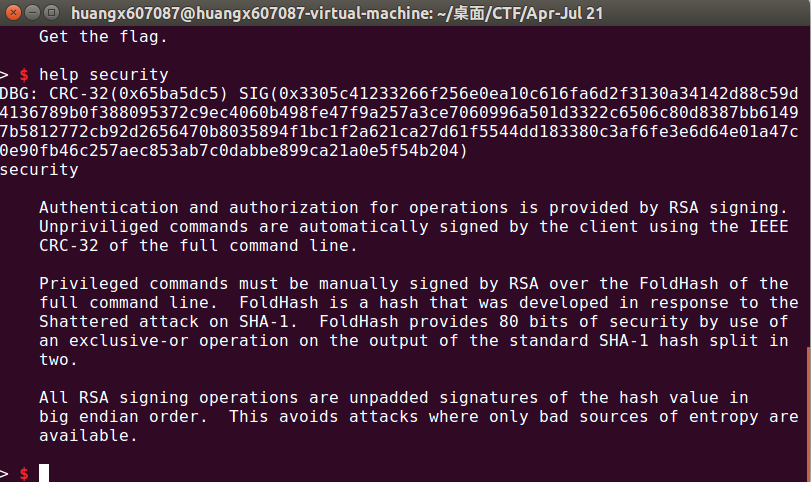 huangx607087@huangx607087-virtual-machine: ~/桌面/CTF/Apr-Jul 21
Get the flag.
> $ help security
DBG: CRC-32(0x65ba5dc5) SIG(0x3305c41233266f256e0ea10c616fa6d2f3130a34142d88c59d
4136789b0f388095372c9ec4060b498fe47f9a257a3ce7060996a501d3322c6506c80d8387bb6149
7b5812772cb92d2656470b8035894f1bc1f2a621ca27d61f5544dd183380c3af6fe3e6d64e01a47c
0e90fb46c257aec853ab7c0dabbe899ca21a0e5f54b204)
security
Authentication and authorization for operations is provided by RSA signing.
Unpriviliged commands are automatically signed by the client using the IEEE
CRC-32 of the full command line.
Privileged commands must be manually signed by RSA over the FoldHash of the
full command line.  FoldHash is a hash that was developed in response to the
Shattered attack on SHA-1.  FoldHash provides 80 bits of security by use of
an exclusive-or operation on the output of the standard SHA-1 hash split in
two.
All RSA signing operations are unpadded signatures of the hash value in
big endian order.  This avoids attacks where only bad sources of entropy are
available.
> $